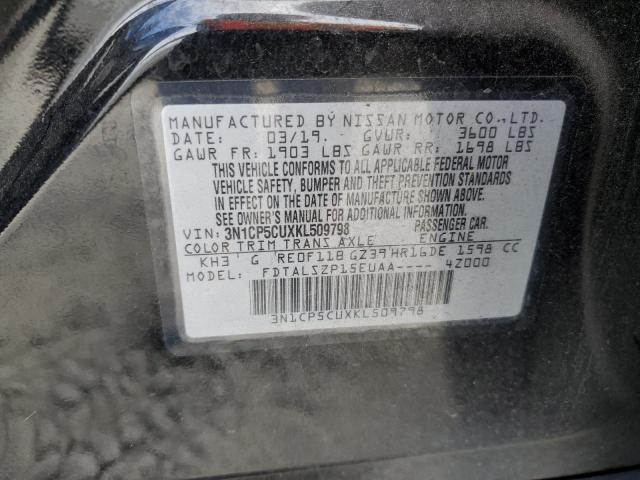 MANUFACTURED BY NISSAN MOTOR CO.,LTD.
DATE: 03/19. GVWR: 3600 LBS
GAWR FR: 1903 LBS GAWR RR: 1698 LBS
THIS VEHICLE CONFORMS TO ALL APPLICABLE FEDERAL MOTOR
VEHICLE SAFETY, BUMPER AND THEFT PREVENTION STANDARDS
IN EFFECT ON THE DATE OF MANUFACTURE SHOWN ABOVE.
SEE OWNER'S MANUAL FOR ADDITIONAL INFORMATION.
VIN: 3N1CP5CUXKL509798 PASSENGER CAR.
COLOR TRIM TRANS AXLE ENGINE
KH3 G RE0F11B GZ39 HR16DE 1598 CC
MODEL: FDTALSZP15EUAA---- 4Z000
3N1CP5CUXKL509798